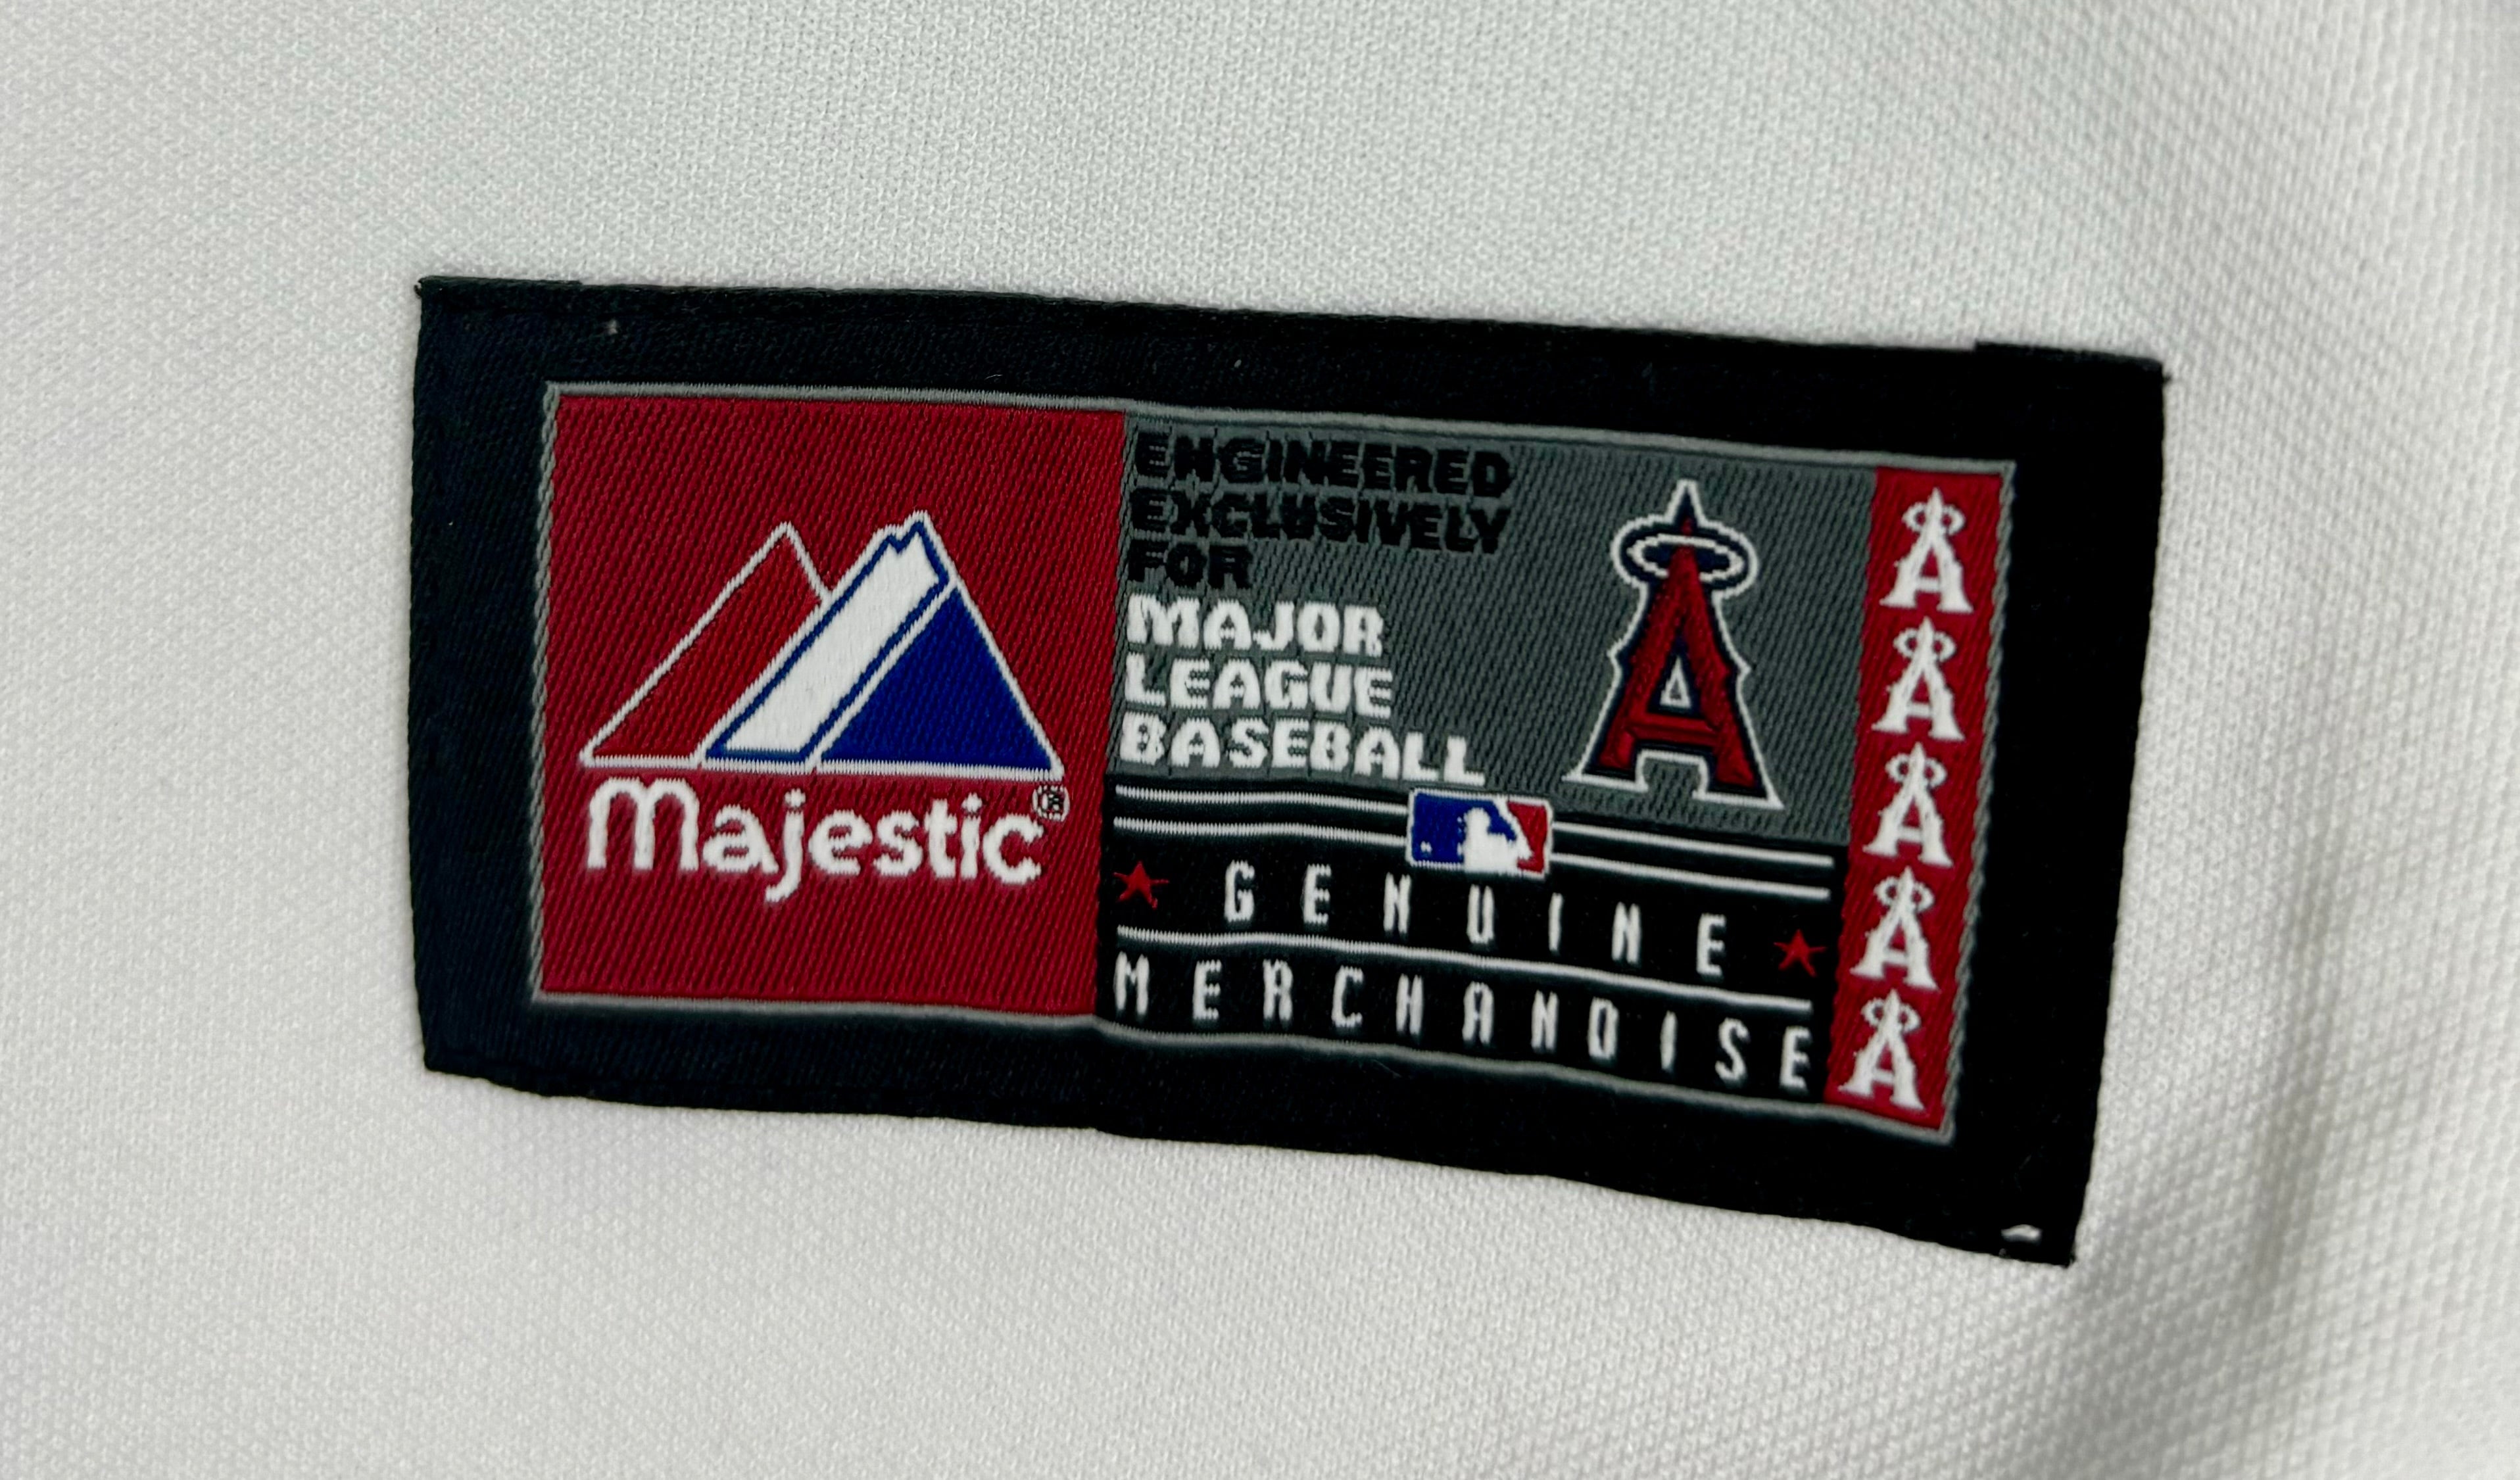 Majestic®
ENGINEERED
EXCLUSIVELY
FOR
MAJOR
LEAGUE
BASEBALL
GENUINE
MERCHANDISE
A
A
A
A
A
A